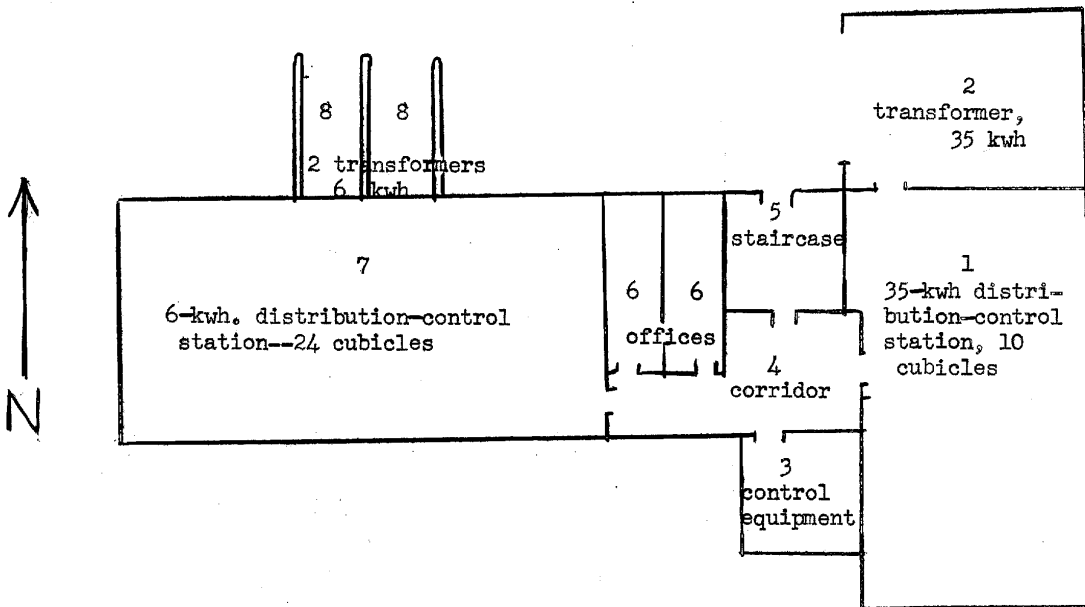 2
transformer,
35 kwh
8
8
2 transformers
6 kwh
5
staircase
7
6-kwh. distribution-control
station--24 cubicles
6
6
offices
1
35-kwh distri-
bution-control
station, 10
cubicles
4
corridor
3
control
equipment
N